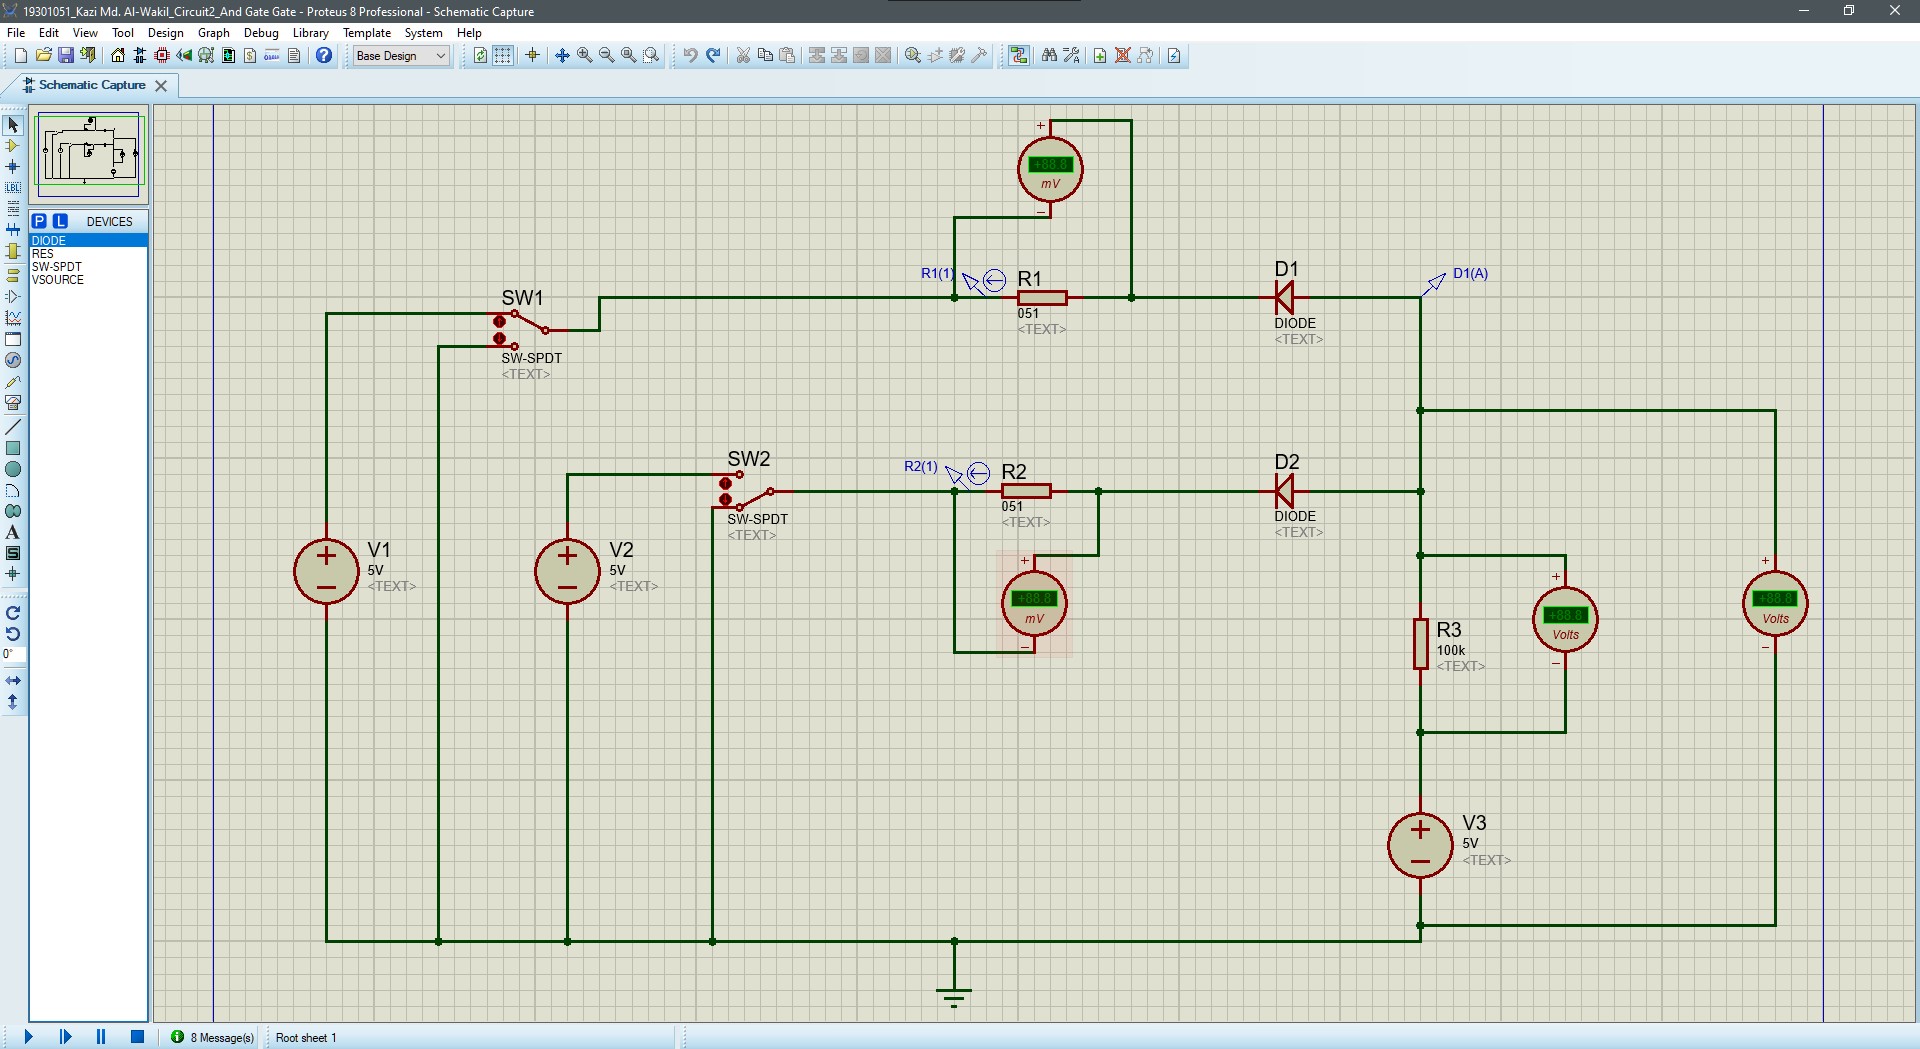 19301051_Kazi Md. Al-Wakil_Circuit2_And Gate Gate - Proteus 8 Professional - Schematic Capture
File Edit View Tool Design Graph Debug Library Template System Help
Base Design
Schematic Capture
P L DEVICES
DIODE
RES
SW-SPDT
VSOURCE
LBL
A
S
0°
+
+88.8
mV
−
R1(1)
R1
051
<TEXT>
D1
DIODE
<TEXT>
D1(A)
SW1
SW-SPDT
<TEXT>
SW2
SW-SPDT
<TEXT>
R2(1)
R2
051
<TEXT>
D2
DIODE
<TEXT>
+
+88.8
mV
−
V1
5V
<TEXT>
V2
5V
<TEXT>
R3
100k
<TEXT>
+
+88.8
Volts
−
+
+88.8
Volts
−
V3
5V
<TEXT>
8 Message(s)
Root sheet 1